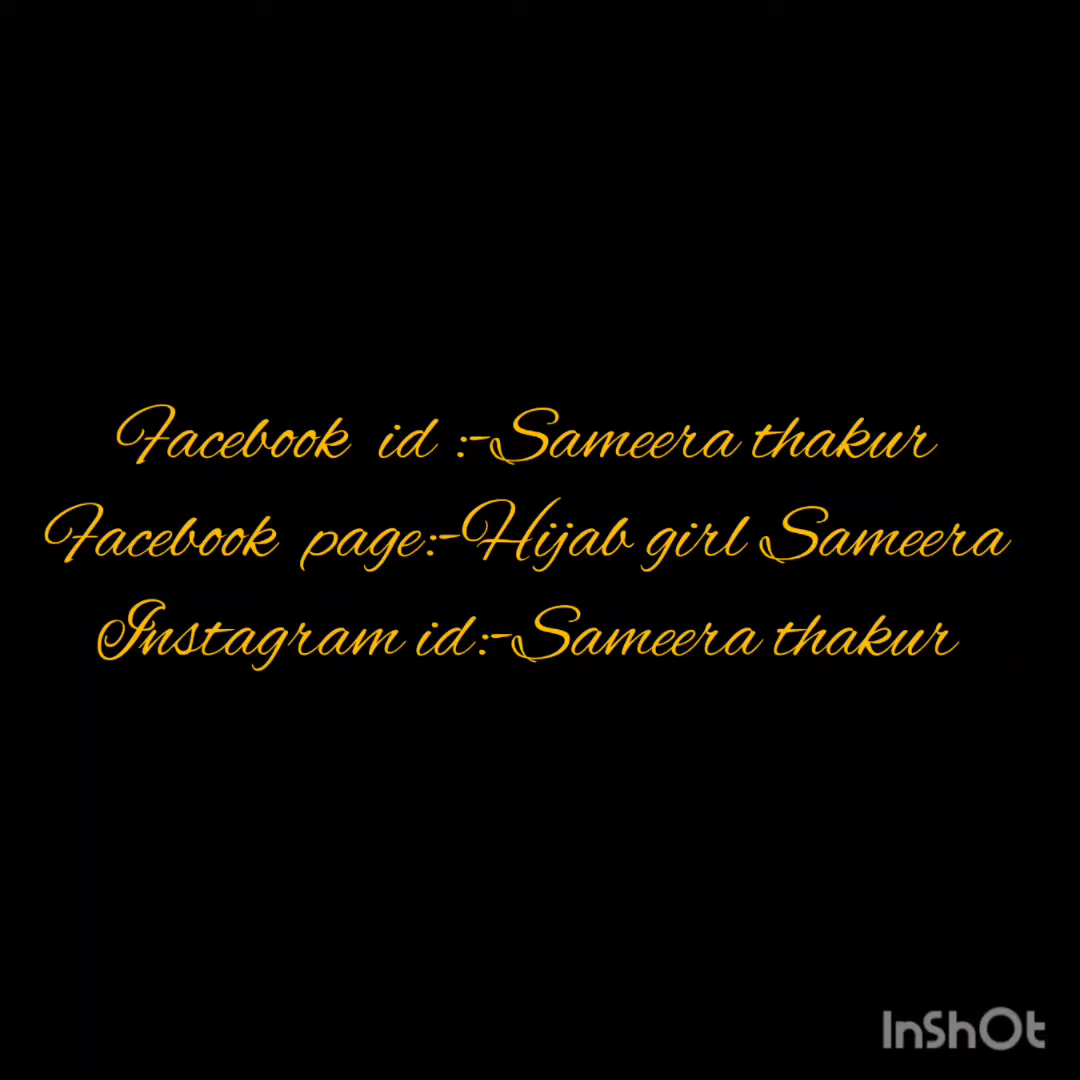 Facebook id :-Sameera thakur
Facebook page:-Hijab girl Sameera
Instagram id:-Sameera thakur
InShOt